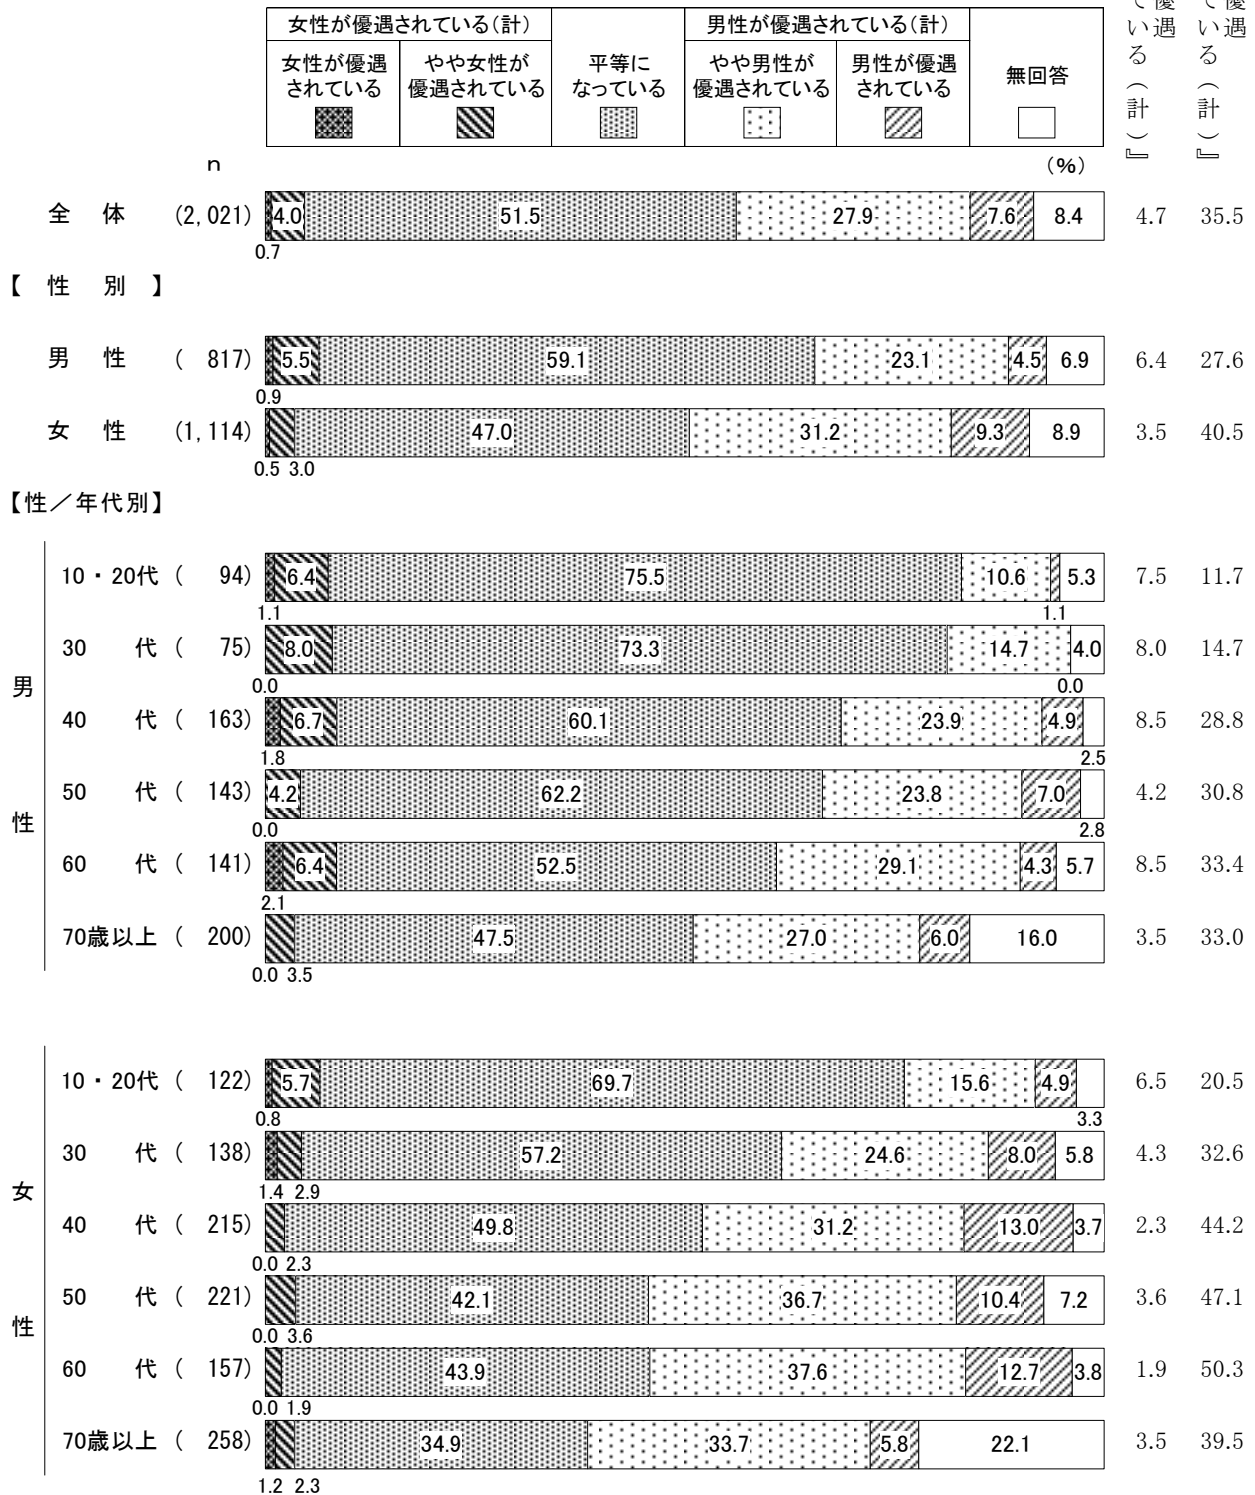 女性が優遇されている(計) 男性が優遇されている(計)
女性が優遇されている やや女性が優遇されている 平等になっている やや男性が優遇されている 男性が優遇されている 無回答
優遇 優遇
ている(計)』 ている(計)』
n (%)
全 体 (2,021) 4.0 51.5 27.9 7.6 8.4 4.7 35.5
0.7
【 性 別 】
男 性 ( 817) 5.5 59.1 23.1 4.5 6.9 6.4 27.6
0.9
女 性 (1,114) 47.0 31.2 9.3 8.9 3.5 40.5
0.5 3.0
【性/年代別】
男性
10・20代 ( 94) 6.4 75.5 10.6 5.3 7.5 11.7
1.1 1.1
30 代 ( 75) 8.0 73.3 14.7 4.0 8.0 14.7
0.0 0.0
40 代 ( 163) 6.7 60.1 23.9 4.9 8.5 28.8
1.8 2.5
50 代 ( 143) 4.2 62.2 23.8 7.0 4.2 30.8
0.0 2.8
60 代 ( 141) 6.4 52.5 29.1 4.3 5.7 8.5 33.4
2.1
70歳以上 ( 200) 47.5 27.0 6.0 16.0 3.5 33.0
0.0 3.5
女性
10・20代 ( 122) 5.7 69.7 15.6 4.9 6.5 20.5
0.8 3.3
30 代 ( 138) 57.2 24.6 8.0 5.8 4.3 32.6
1.4 2.9
40 代 ( 215) 49.8 31.2 13.0 3.7 2.3 44.2
0.0 2.3
50 代 ( 221) 42.1 36.7 10.4 7.2 3.6 47.1
0.0 3.6
60 代 ( 157) 43.9 37.6 12.7 3.8 1.9 50.3
0.0 1.9
70歳以上 ( 258) 34.9 33.7 5.8 22.1 3.5 39.5
1.2 2.3